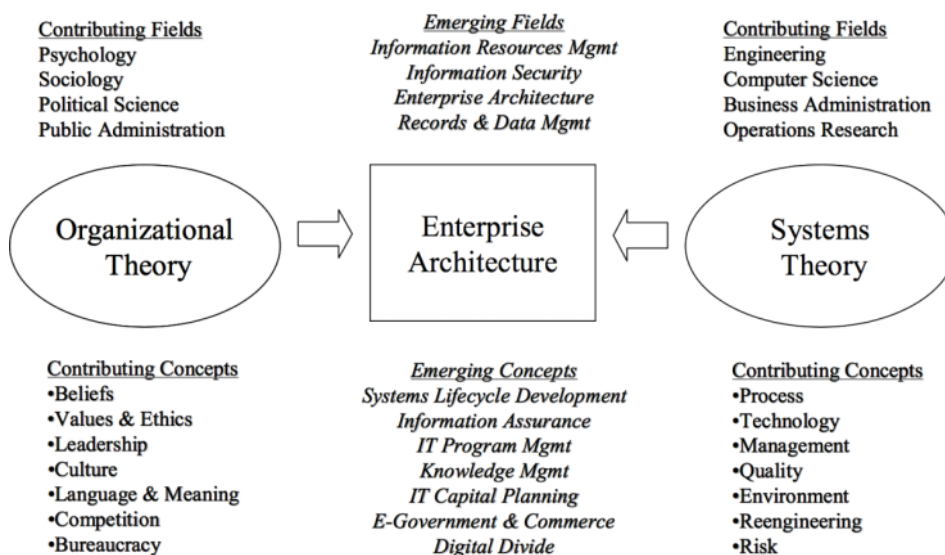 Contributing Fields
Psychology
Sociology
Political Science
Public Administration
Emerging Fields
Information Resources Mgmt
Information Security
Enterprise Architecture
Records & Data Mgmt
Contributing Fields
Engineering
Computer Science
Business Administration
Operations Research
Organizational
Theory
Enterprise
Architecture
Systems
Theory
Contributing Concepts
•Beliefs
•Values & Ethics
•Leadership
•Culture
•Language & Meaning
•Competition
•Bureaucracy
Emerging Concepts
Systems Lifecycle Development
Information Assurance
IT Program Mgmt
Knowledge Mgmt
IT Capital Planning
E-Government & Commerce
Digital Divide
Contributing Concepts
•Process
•Technology
•Management
•Quality
•Environment
•Reengineering
•Risk